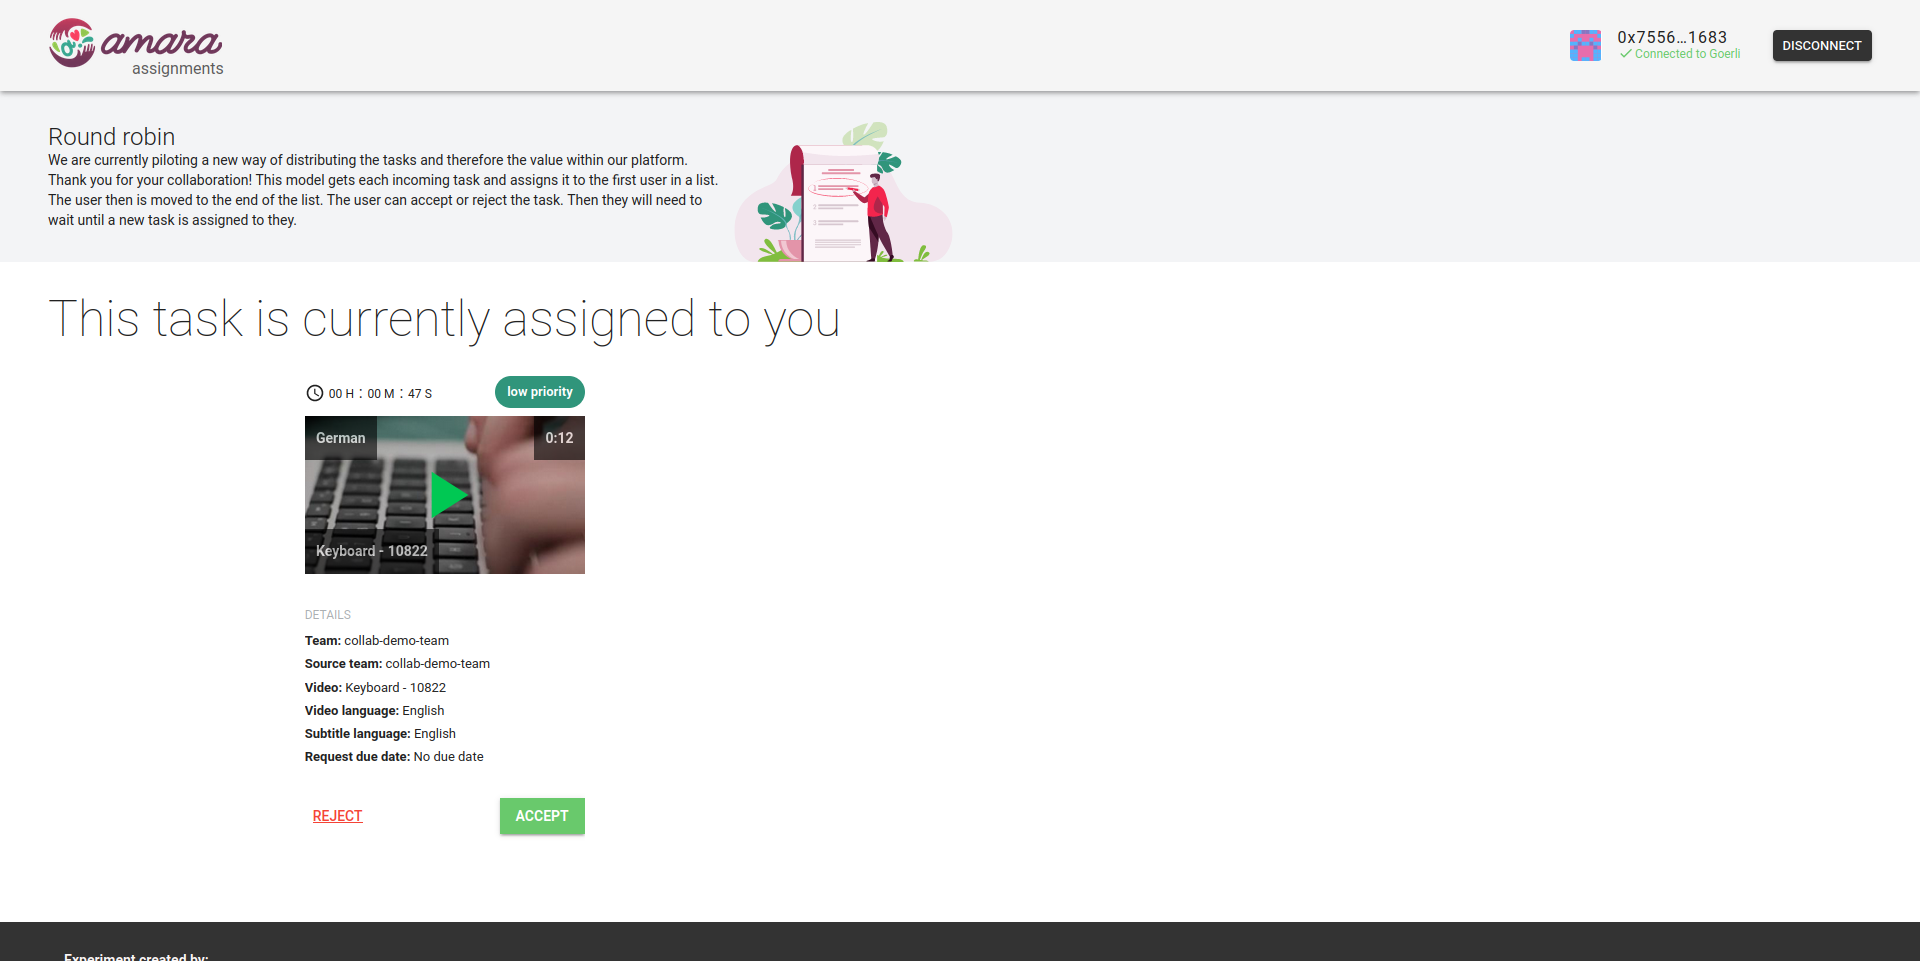 amara
assignments
0x7556...1683
Connected to Goerli
DISCONNECT
Round robin
We are currently piloting a new way of distributing the tasks and therefore the value within our platform.
Thank you for your collaboration! This model gets each incoming task and assigns it to the first user in a list.
The user then is moved to the end of the list. The user can accept or reject the task. Then they will need to
wait until a new task is assigned to they.
This task is currently assigned to you
00 H : 00 M : 47 S
low priority
German
0:12
Keyboard - 10822
DETAILS
Team: collab-demo-team
Source team: collab-demo-team
Video: Keyboard - 10822
Video language: English
Subtitle language: English
Request due date: No due date
REJECT
ACCEPT
Experiment created by: